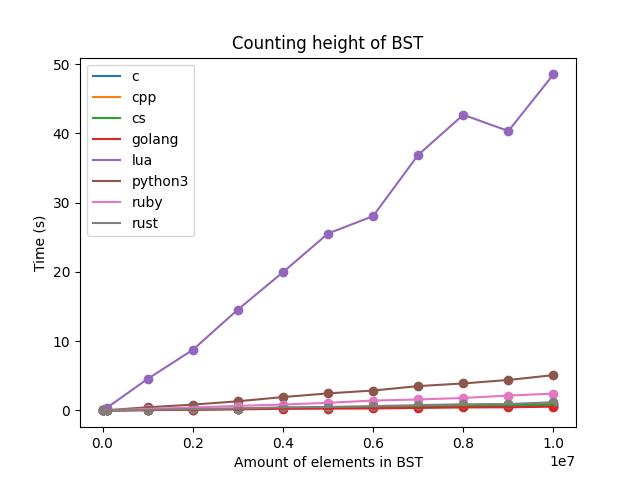 Counting height of BST
50
40
30
20
10
0
Time (s)
c
cpp
cs
golang
lua
python3
ruby
rust
0.0 0.2 0.4 0.6 0.8 1.0
1e7
Amount of elements in BST